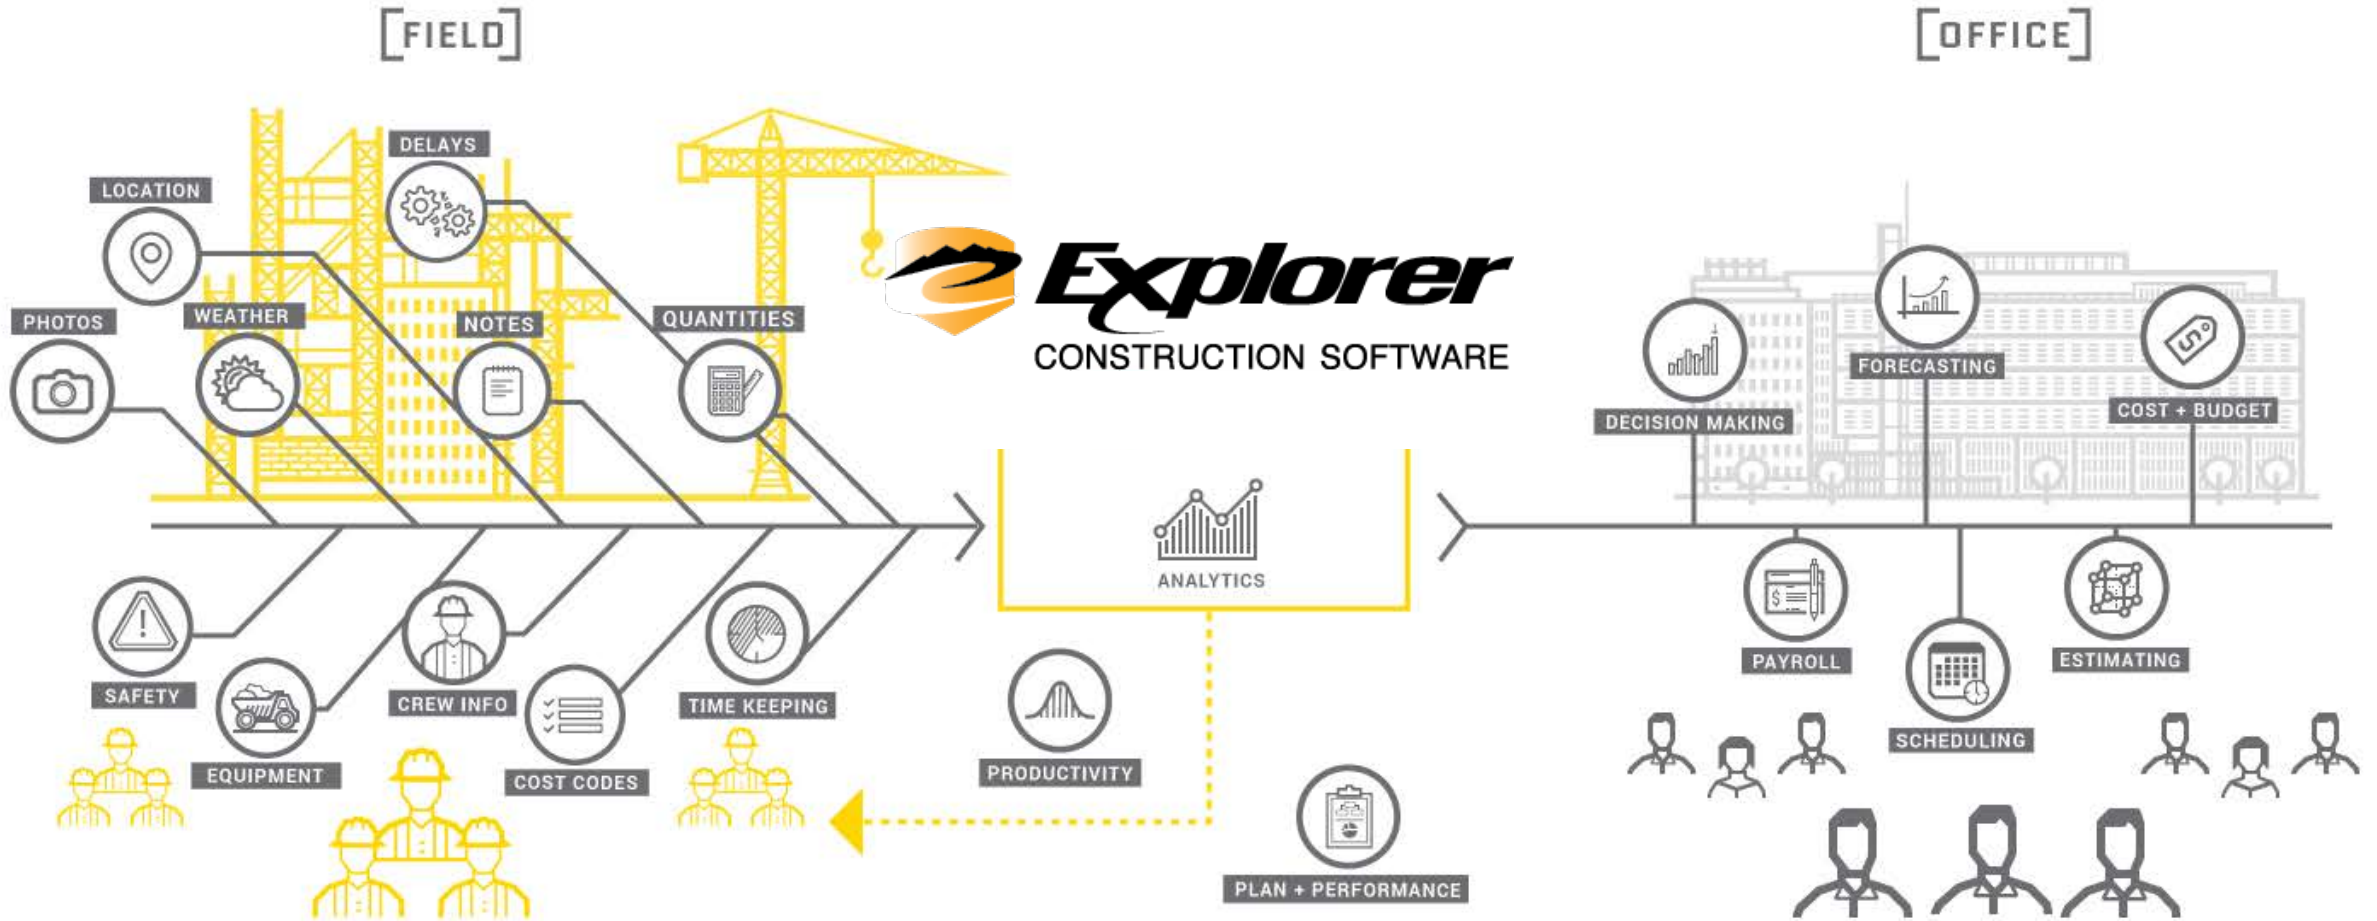 [FIELD]
[OFFICE]
DELAYS
LOCATION
PHOTOS
WEATHER
NOTES
QUANTITIES
Explorer
CONSTRUCTION SOFTWARE
DECISION MAKING
FORECASTING
COST + BUDGET
ANALYTICS
SAFETY
EQUIPMENT
CREW INFO
COST CODES
TIME KEEPING
PRODUCTIVITY
PLAN + PERFORMANCE
PAYROLL
SCHEDULING
ESTIMATING